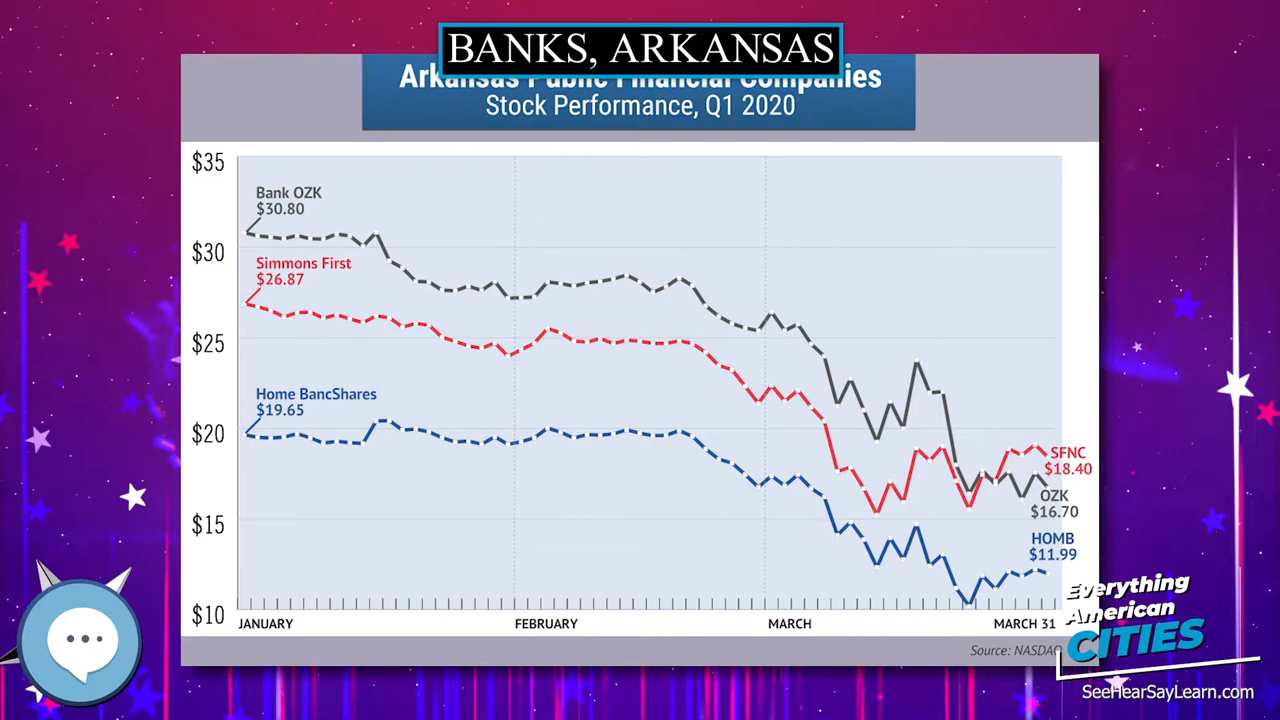 BANKS, ARKANSAS
Arkansas Public Financial Companies
Stock Performance, Q1 2020
$35
$30
$25
$20
$15
$10
Bank OZK
$30.80
Simmons First
$26.87
Home BancShares
$19.65
SFNC
$18.40
OZK
$16.70
HOMB
$11.99
JANUARY
FEBRUARY
MARCH
MARCH 31
Source: NASDAQ
Everything
American
CITIES
SeeHearSayLearn.com